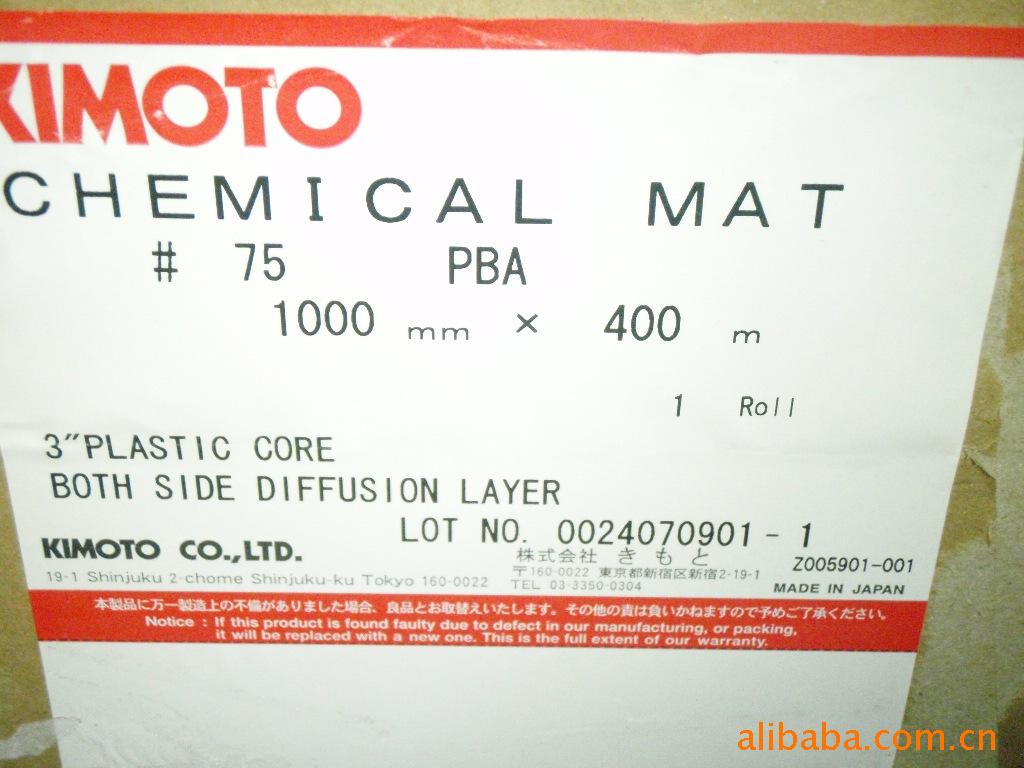 KIMOTO
CHEMICAL MAT
# 75 PBA
1000 mm × 400 m
1 Roll
3"PLASTIC CORE
BOTH SIDE DIFFUSION LAYER
LOT NO. 0024070901-1
KIMOTO CO.,LTD.
19-1 Shinjuku 2-chome Shinjuku-ku Tokyo 160-0022
株式会社 きもと
〒160-0022 東京都新宿区新宿2-19-1
TEL 03-3350-0304
Z005901-001
MADE IN JAPAN
本製品に万一製造上の不備がありました場合、良品とお取替えいたします。その他の責は負いかねますので予めご了承ください。
Notice : If this product is found faulty due to defect in our manufacturing, or packing,
it will be replaced with a new one. This is the full extent of our warranty.
alibaba.com.cn